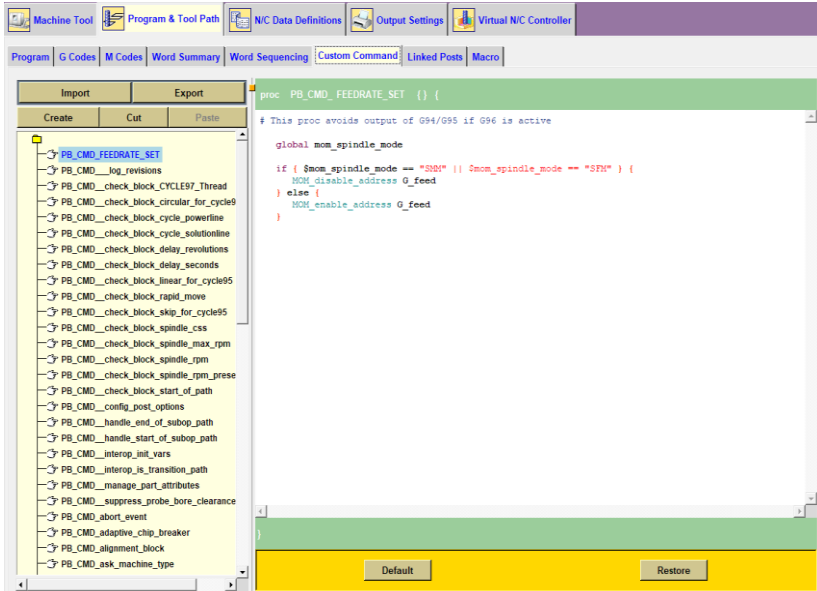 Machine Tool Program & Tool Path N/C Data Definitions Output Settings Virtual N/C Controller
Program G Codes M Codes Word Summary Word Sequencing Custom Command Linked Posts Macro
Import Export
Create Cut Paste
PB_CMD_FEEDRATE_SET
PB_CMD___log_revisions
PB_CMD__check_block_CYCLE97_Thread
PB_CMD__check_block_circular_for_cycle9
PB_CMD__check_block_cycle_powerline
PB_CMD__check_block_cycle_solutionline
PB_CMD__check_block_delay_revolutions
PB_CMD__check_block_delay_seconds
PB_CMD__check_block_linear_for_cycle95
PB_CMD__check_block_rapid_move
PB_CMD__check_block_skip_for_cycle95
PB_CMD__check_block_spindle_css
PB_CMD__check_block_spindle_max_rpm
PB_CMD__check_block_spindle_rpm
PB_CMD__check_block_spindle_rpm_prese
PB_CMD__check_block_start_of_path
PB_CMD__config_post_options
PB_CMD__handle_end_of_subop_path
PB_CMD__handle_start_of_subop_path
PB_CMD__interop_init_vars
PB_CMD__interop_is_transition_path
PB_CMD__manage_part_attributes
PB_CMD__suppress_probe_bore_clearance
PB_CMD_abort_event
PB_CMD_adaptive_chip_breaker
PB_CMD_alignment_block
PB_CMD_ask_machine_type
proc PB_CMD_ FEEDRATE_SET () {
# This proc avoids output of G94/G95 if G96 is active
global mom_spindle_mode
if { $mom_spindle_mode == "SMM" || $mom_spindle_mode == "SFM" } {
MOM_disable_address G_feed
} else {
MOM_enable_address G_feed
}
}
Default Restore